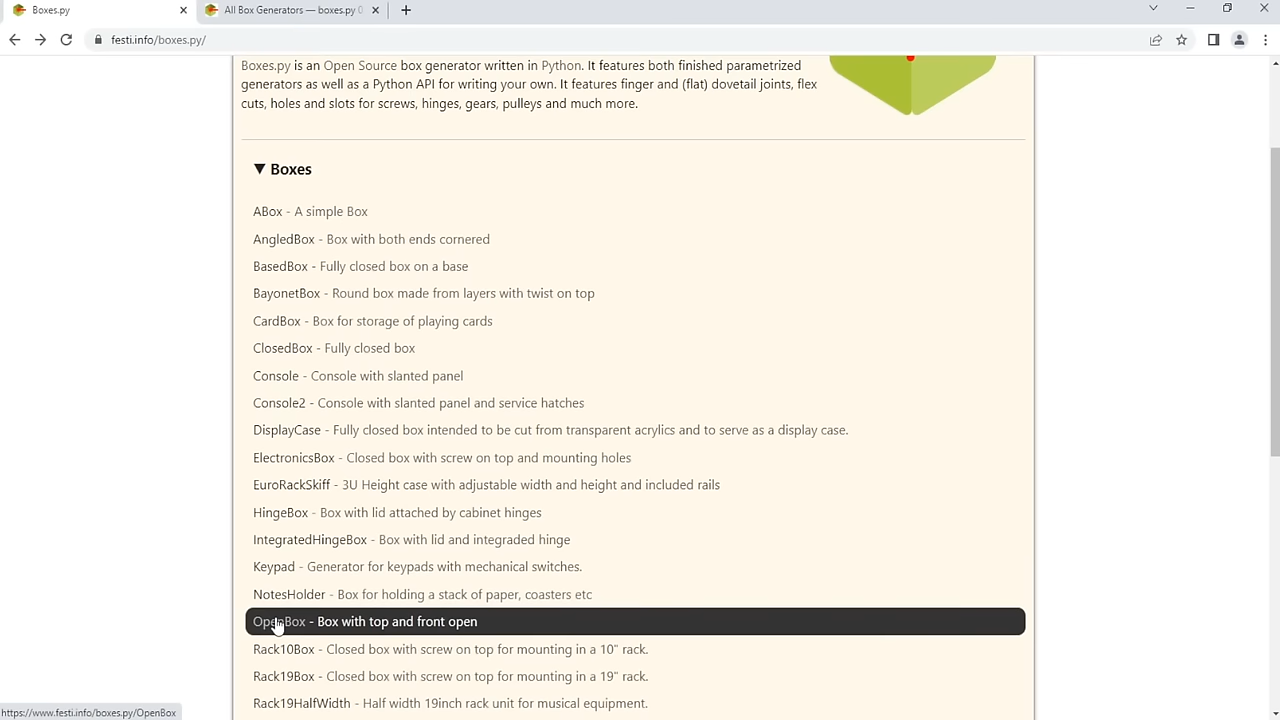 Boxes.py
All Box Generators — boxes.py 0
festi.info/boxes.py/
Boxes.py is an Open Source box generator written in Python. It features both finished parametrized
generators as well as a Python API for writing your own. It features finger and (flat) dovetail joints, flex
cuts, holes and slots for screws, hinges, gears, pulleys and much more.
▼ Boxes
ABox - A simple Box
AngledBox - Box with both ends cornered
BasedBox - Fully closed box on a base
BayonetBox - Round box made from layers with twist on top
CardBox - Box for storage of playing cards
ClosedBox - Fully closed box
Console - Console with slanted panel
Console2 - Console with slanted panel and service hatches
DisplayCase - Fully closed box intended to be cut from transparent acrylics and to serve as a display case.
ElectronicsBox - Closed box with screw on top and mounting holes
EuroRackSkiff - 3U Height case with adjustable width and height and included rails
HingeBox - Box with lid attached by cabinet hinges
IntegratedHingeBox - Box with lid and integraded hinge
Keypad - Generator for keypads with mechanical switches.
NotesHolder - Box for holding a stack of paper, coasters etc
OpenBox - Box with top and front open
Rack10Box - Closed box with screw on top for mounting in a 10" rack.
Rack19Box - Closed box with screw on top for mounting in a 19" rack.
Rack19HalfWidth - Half width 19inch rack unit for musical equipment.
https://www.festi.info/boxes.py/OpenBox